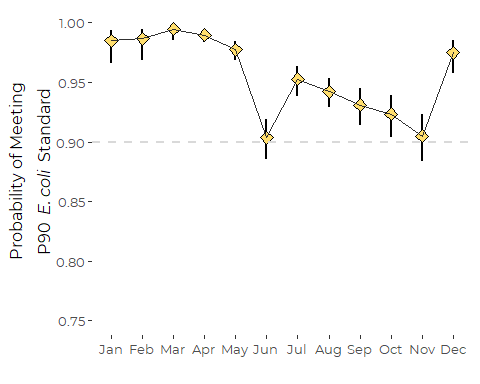 Probability of Meeting
P90 E. coli Standard
1.00
0.95
0.90
0.85
0.80
0.75
Jan Feb Mar Apr May Jun Jul Aug Sep Oct Nov Dec